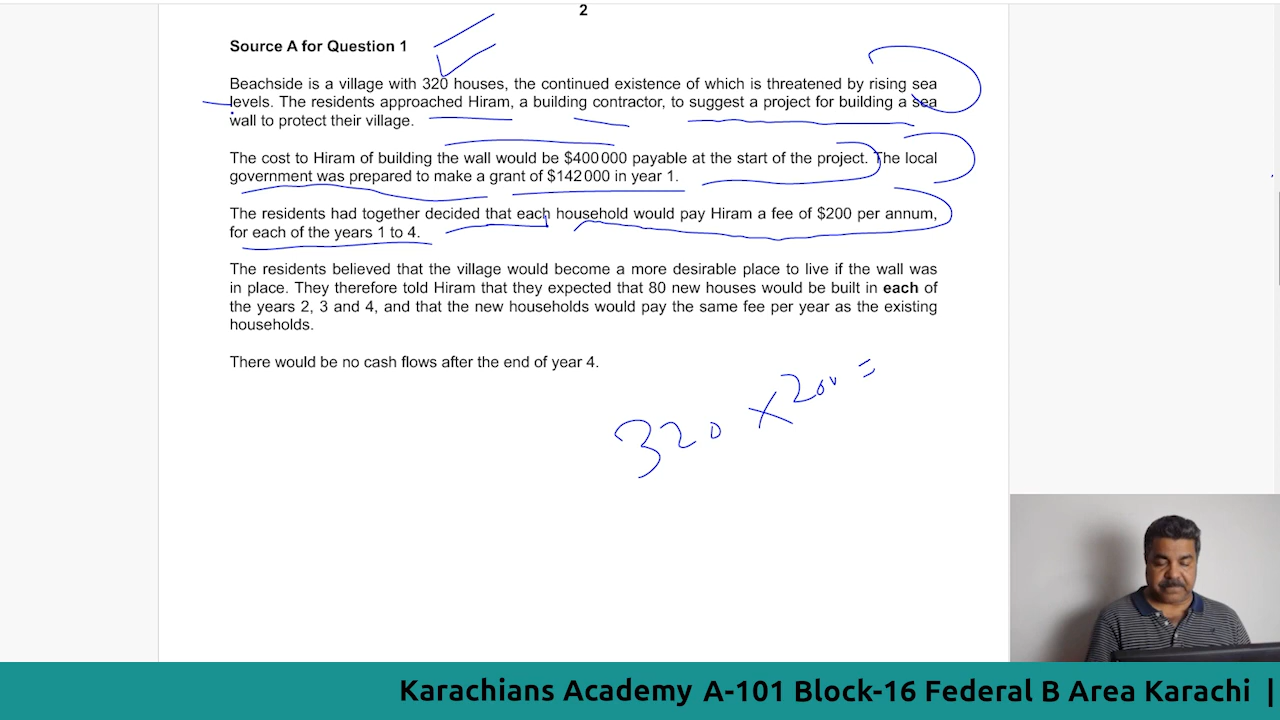 2
Source A for Question 1
Beachside is a village with 320 houses, the continued existence of which is threatened by rising sea
levels. The residents approached Hiram, a building contractor, to suggest a project for building a sea
wall to protect their village.
The cost to Hiram of building the wall would be $400 000 payable at the start of the project. The local
government was prepared to make a grant of $142 000 in year 1.
The residents had together decided that each household would pay Hiram a fee of $200 per annum,
for each of the years 1 to 4.
The residents believed that the village would become a more desirable place to live if the wall was
in place. They therefore told Hiram that they expected that 80 new houses would be built in each of
the years 2, 3 and 4, and that the new households would pay the same fee per year as the existing
households.
There would be no cash flows after the end of year 4.
320 × 200 =
Karachians Academy A-101 Block-16 Federal B Area Karachi |